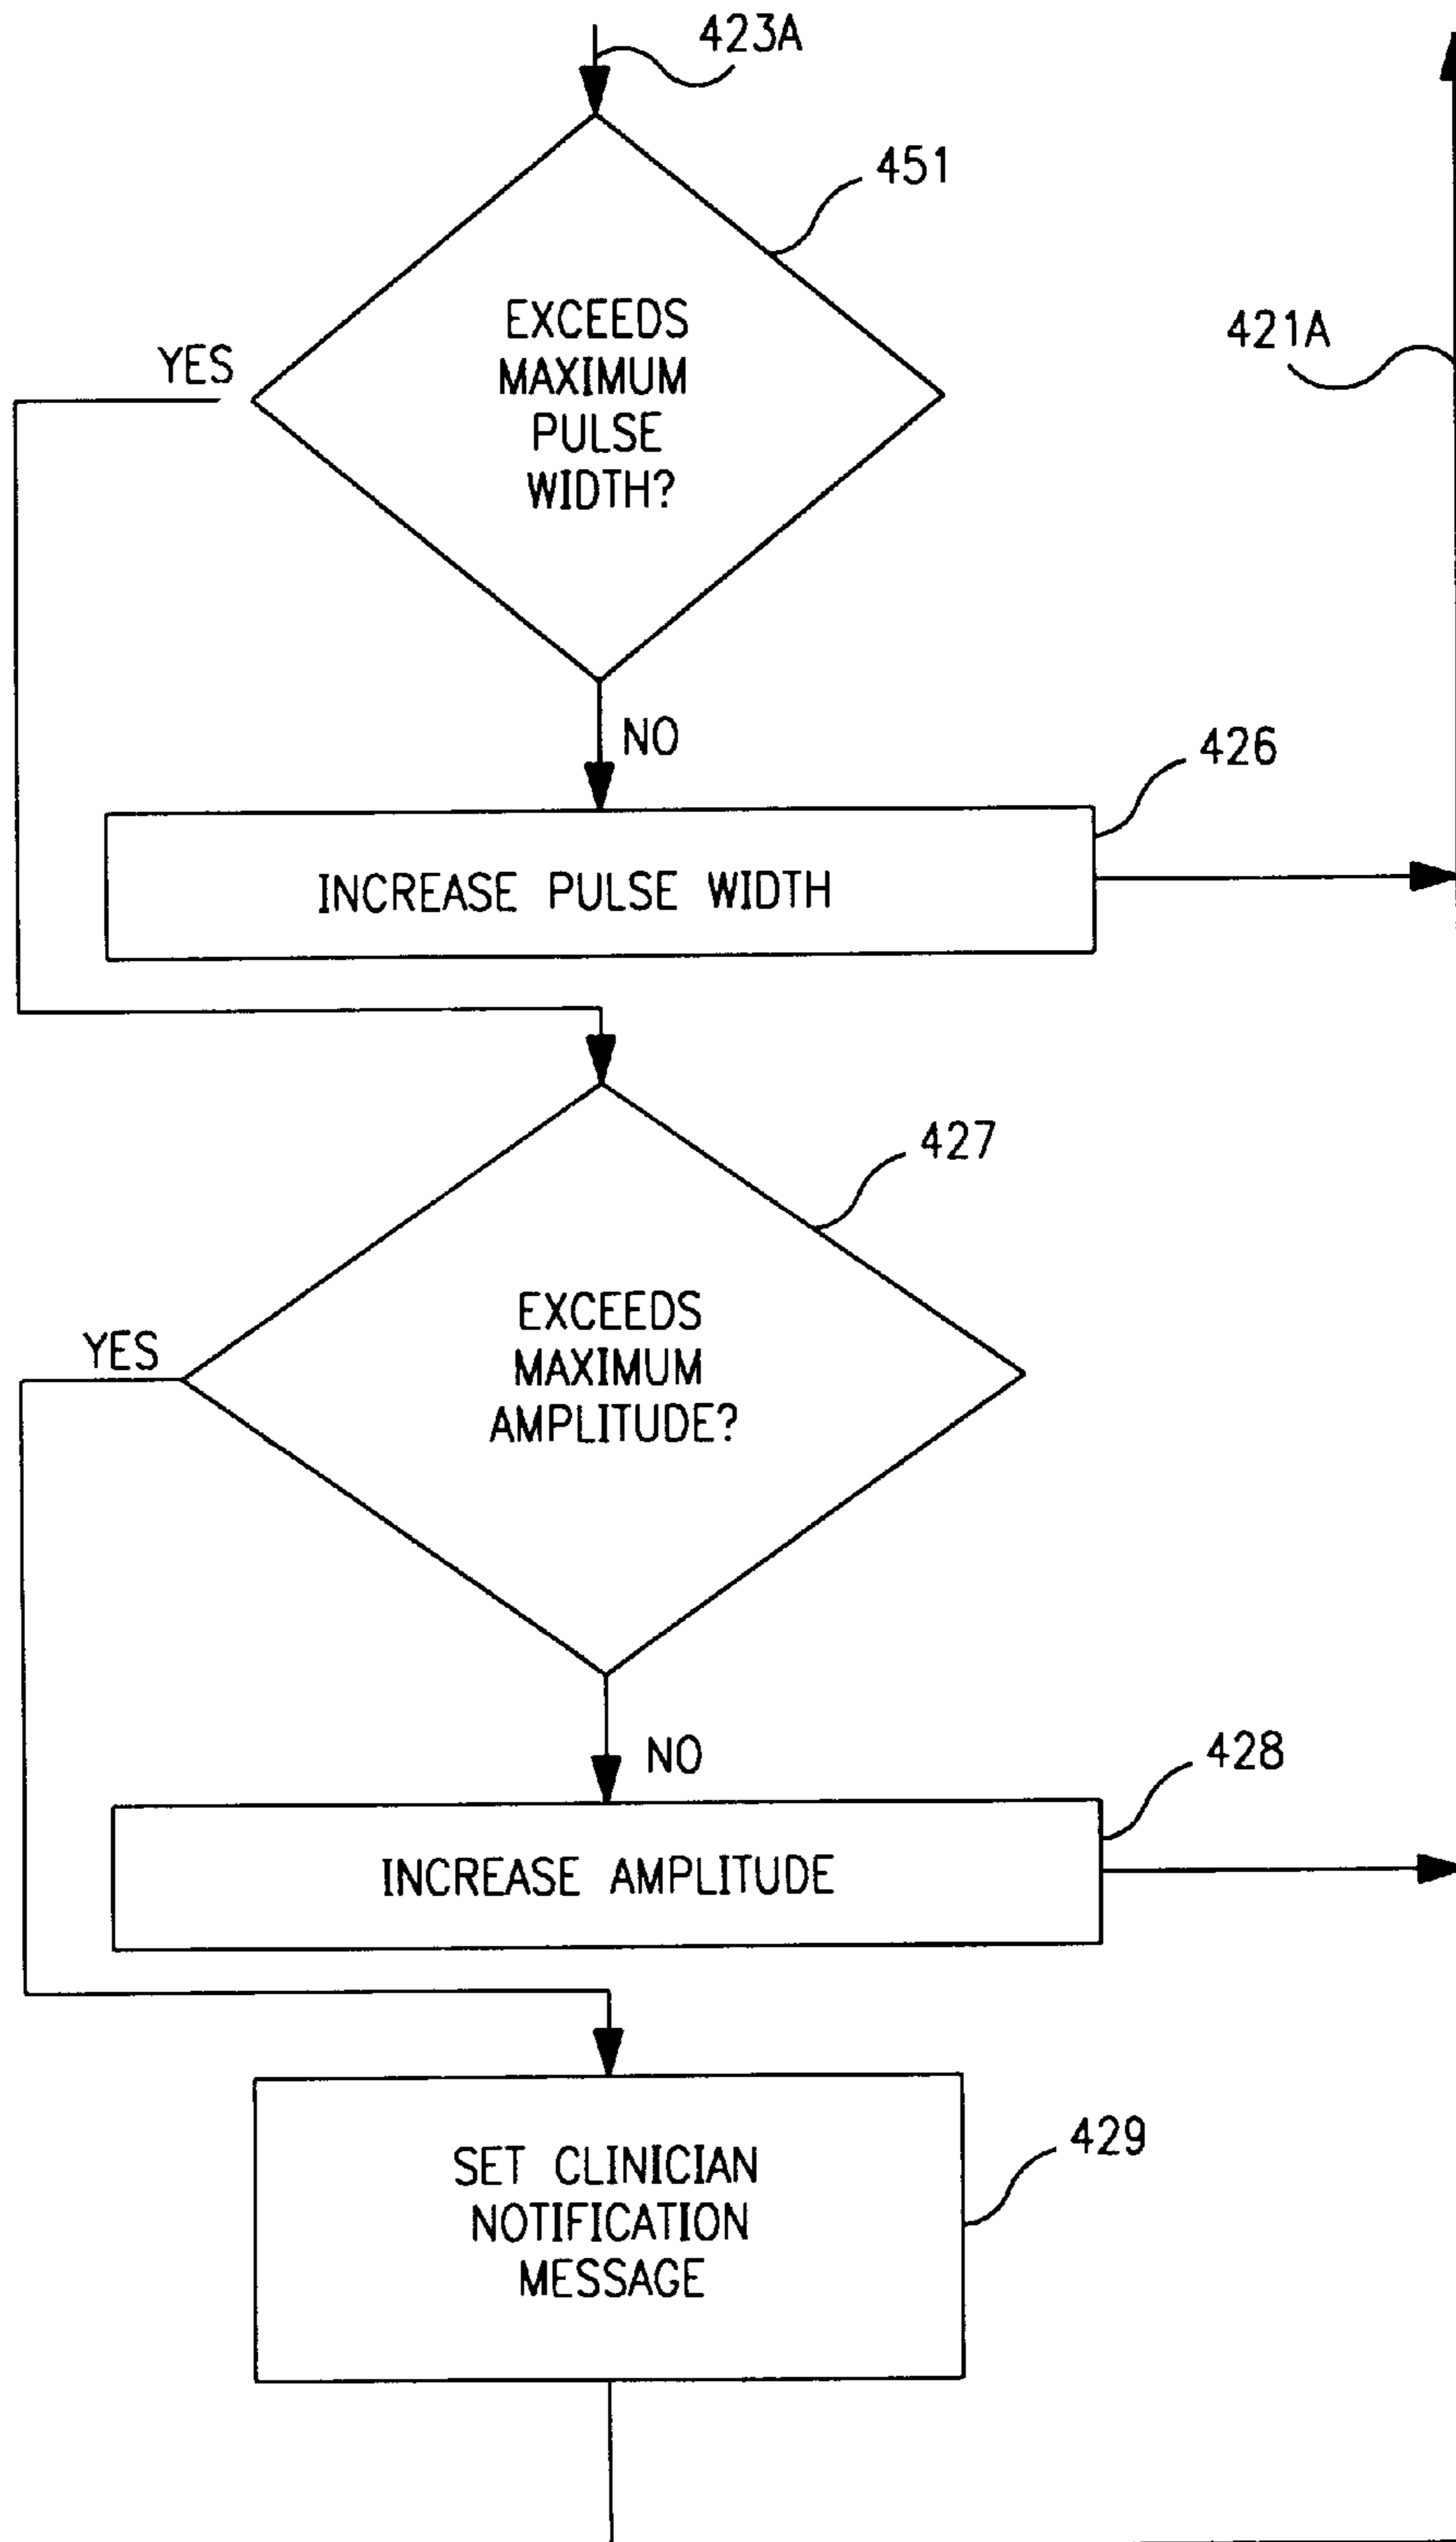 423A
451
EXCEEDS
MAXIMUM
PULSE
WIDTH?
YES
421A
NO
426
INCREASE PULSE WIDTH
427
EXCEEDS
MAXIMUM
AMPLITUDE?
YES
NO
428
INCREASE AMPLITUDE
429
SET CLINICIAN
NOTIFICATION
MESSAGE